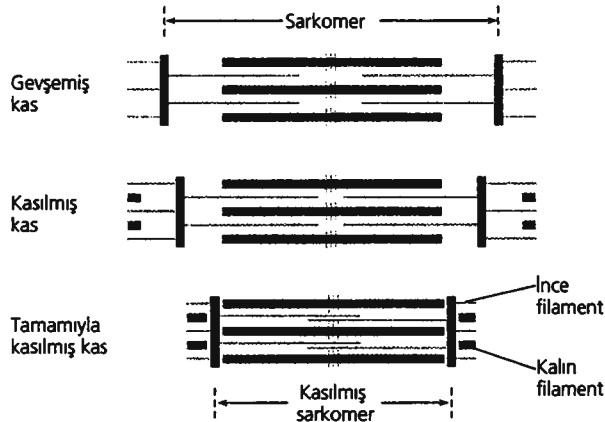 Sarkomer
Gevşemiş
kas
Kasılmış
kas
Tamamıyla
kasılmış kas
İnce
filament
Kalın
filament
Kasılmış
sarkomer